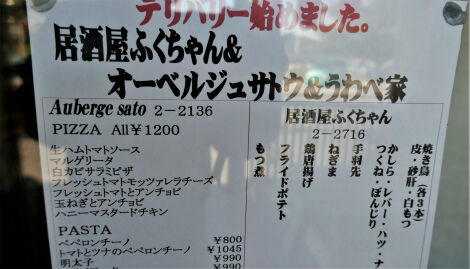 デリバリー始めました。
居酒屋ふくちゃん&
オーベルジュサトウ&うわべ家
Auberge sato 2-2136
PIZZA All¥1200
生ハムトマトソース
マルゲリータ
白カビサラミピザ
フレッシュトマトモッツァレラチーズ
フレッシュトマトとアンチョビ
玉ねぎとアンチョビ
ハニーマスタードチキン
PASTA
ペペロンチーノ ¥800
トマトとツナのペペロンチーノ ¥1045
明太子 ¥990
¥990
居酒屋ふくちゃん
2-2716
焼き鳥(各3本)
皮・砂肝・白もつ
かしら・レバー・ハツ・ナ
つくね・ぼんじり
手羽先
ねぎま
鶏唐揚げ
フライドポテト
もつ煮